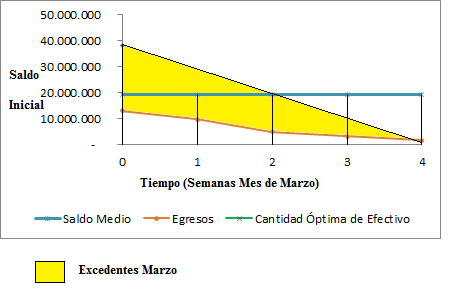 50.000.000
40.000.000
30.000.000
20.000.000
10.000.000
-
Saldo
Inicial
0 1 2 3 4
Tiempo (Semanas Mes de Marzo)
Saldo Medio Egresos Cantidad Óptima de Efectivo
Excedentes Marzo